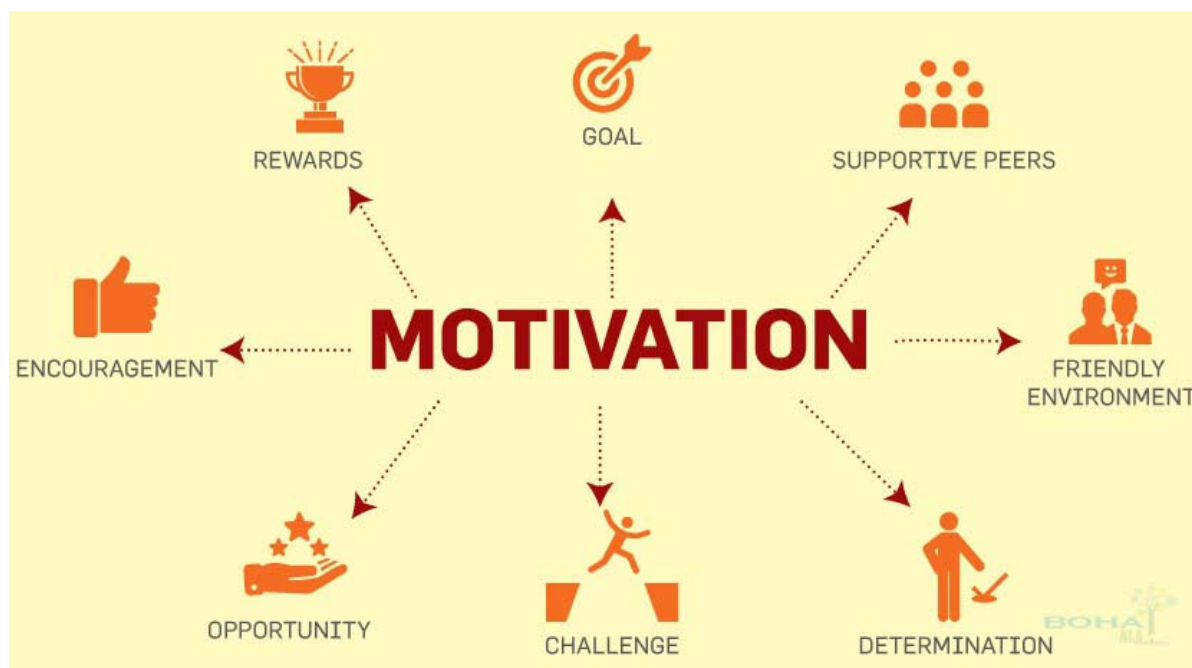 GOAL
REWARDS
SUPPORTIVE PEERS
MOTIVATION
ENCOURAGEMENT
FRIENDLY
ENVIRONMENT
OPPORTUNITY
CHALLENGE
DETERMINATION
BOHA